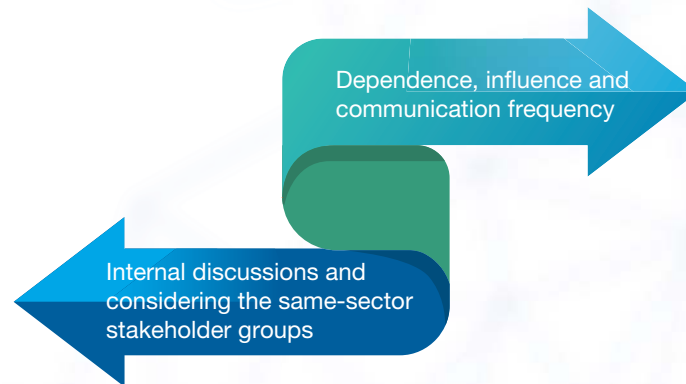 Dependence, influence and
communication frequency
Internal discussions and
considering the same-sector
stakeholder groups